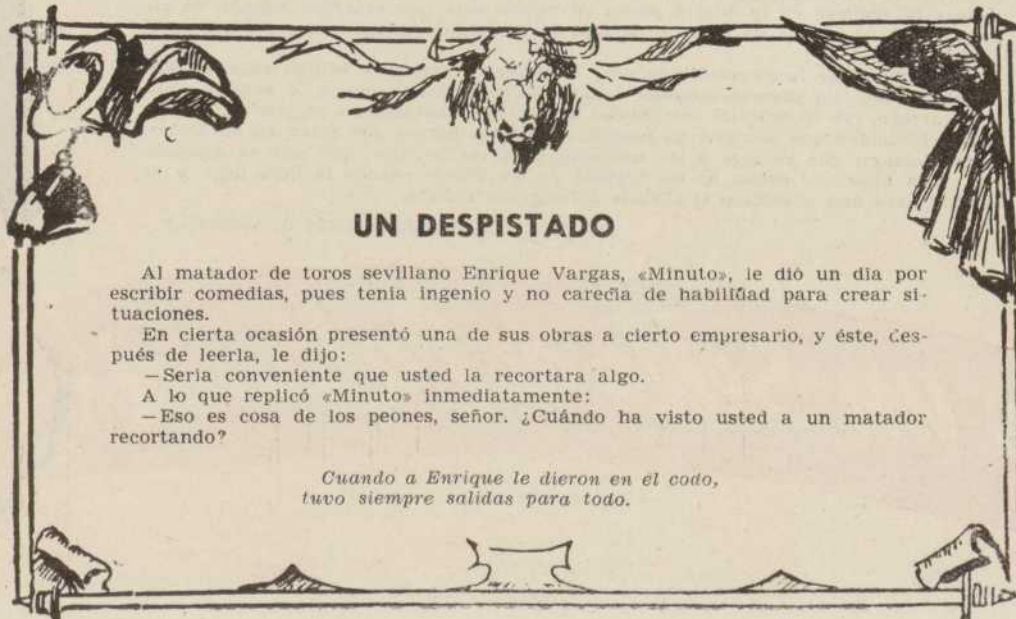 UN DESPISTADO
Al matador de toros sevillano Enrique Vargas, «Minuto», le dió un dia por
escribir comedias, pues tenia ingenio y no carecia de habilidad para crear si-
tuaciones.
En cierta ocasión presentó una de sus obras a cierto empresario, y éste, des-
pués de leerla, le dijo:
—Seria conveniente que usted la recortara algo.
A lo que replicó «Minuto» inmediatamente:
—Eso es cosa de los peones, señor. ¿Cuándo ha visto usted a un matador
recortando?
Cuando a Enrique le dieron en el codo,
tuvo siempre salidas para todo.